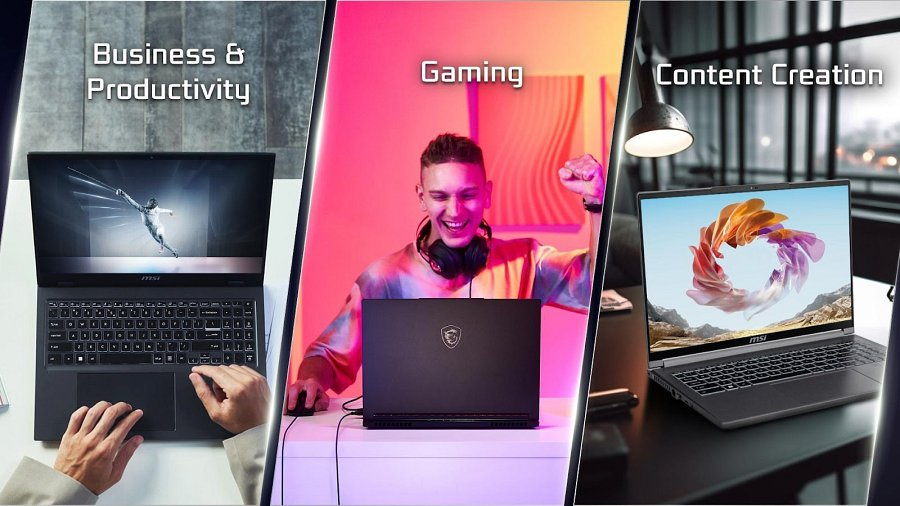 Business &
Productivity
Gaming
Content Creation
msi
msi